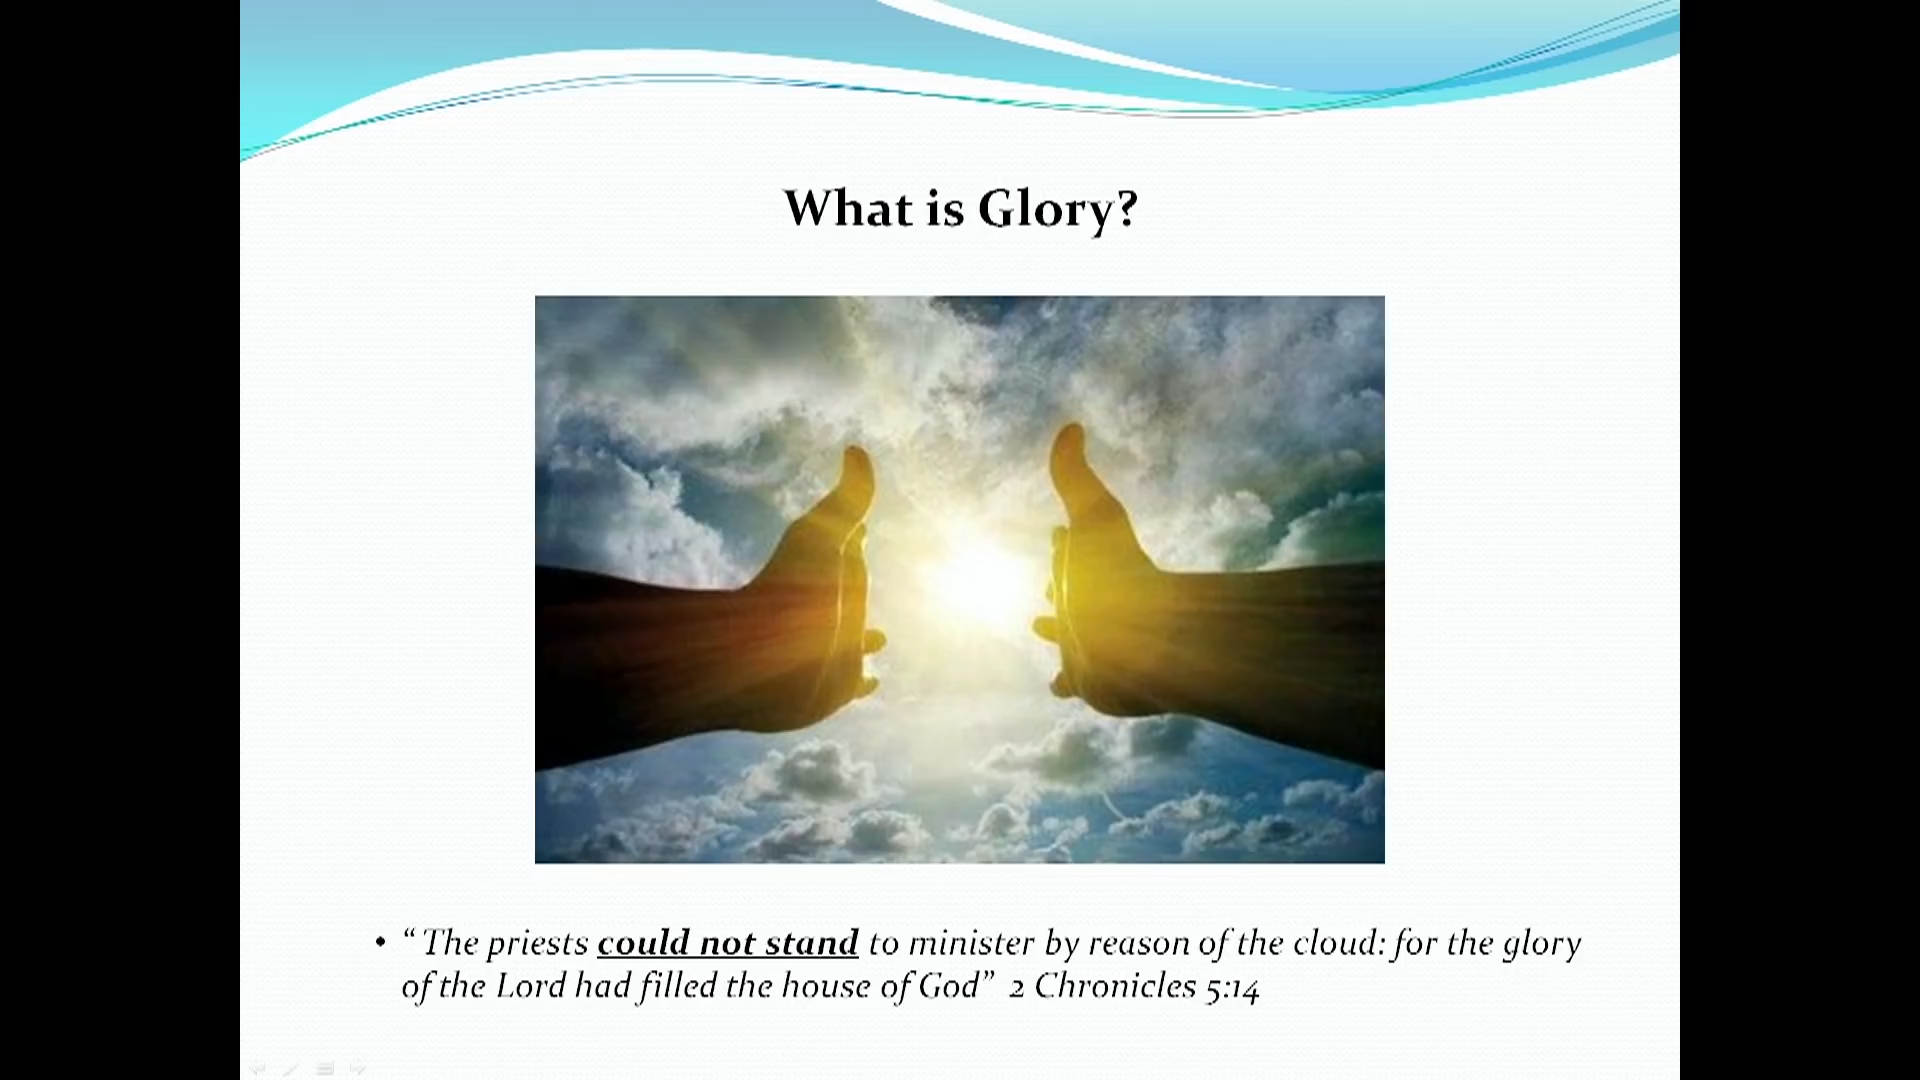 What is Glory?
• “ The priests could not stand to minister by reason of the cloud: for the glory
of the Lord had filled the house of God” 2 Chronicles 5:14